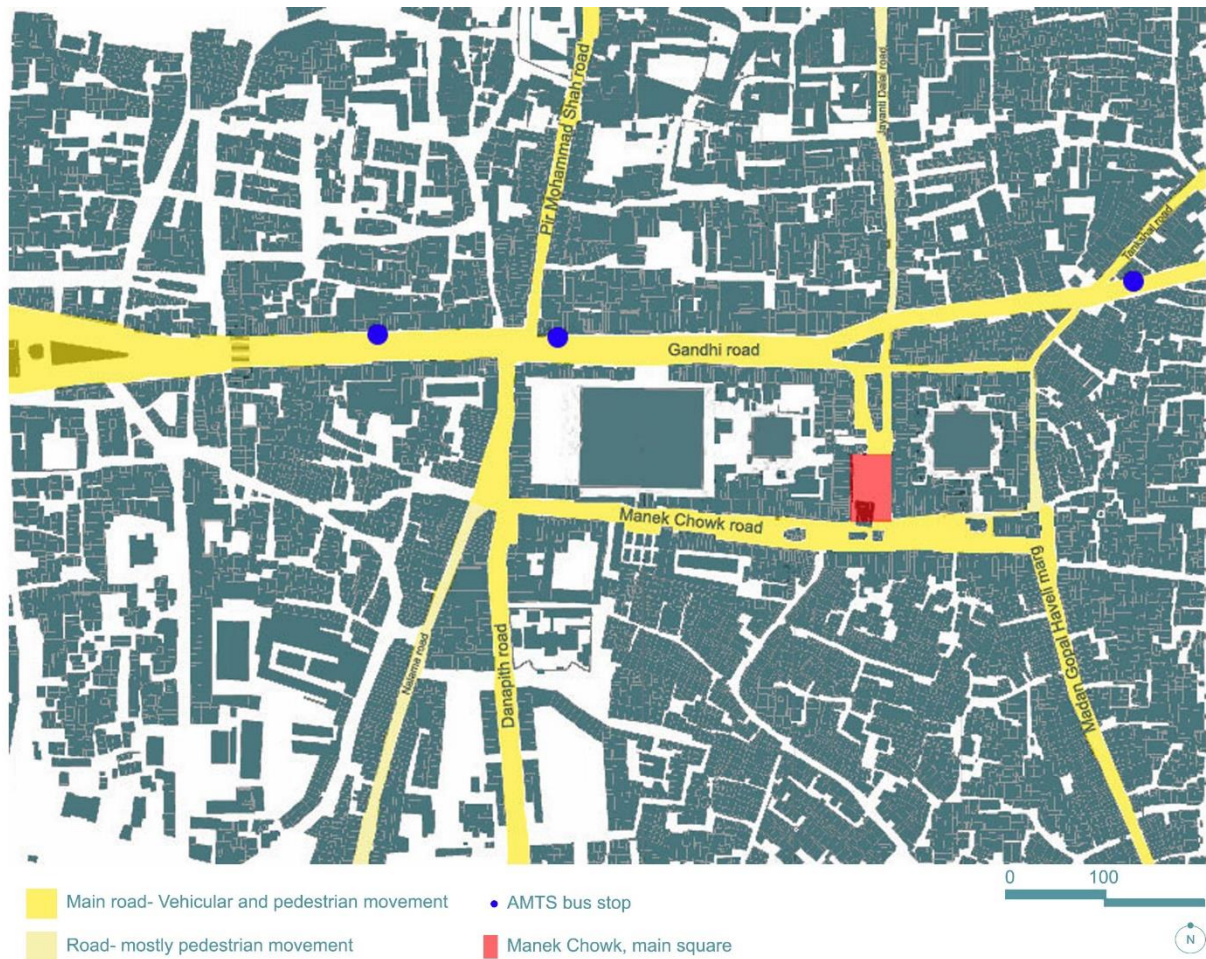 Pir Mohammad Shah road
Jayanti Dalal road
Tankshal road
Gandhi road
Manek Chowk road
Nalama road
Danapith road
Madan Gopal Haveli marg
0 100
Main road- Vehicular and pedestrian movement
AMTS bus stop
Road- mostly pedestrian movement
Manek Chowk, main square
N